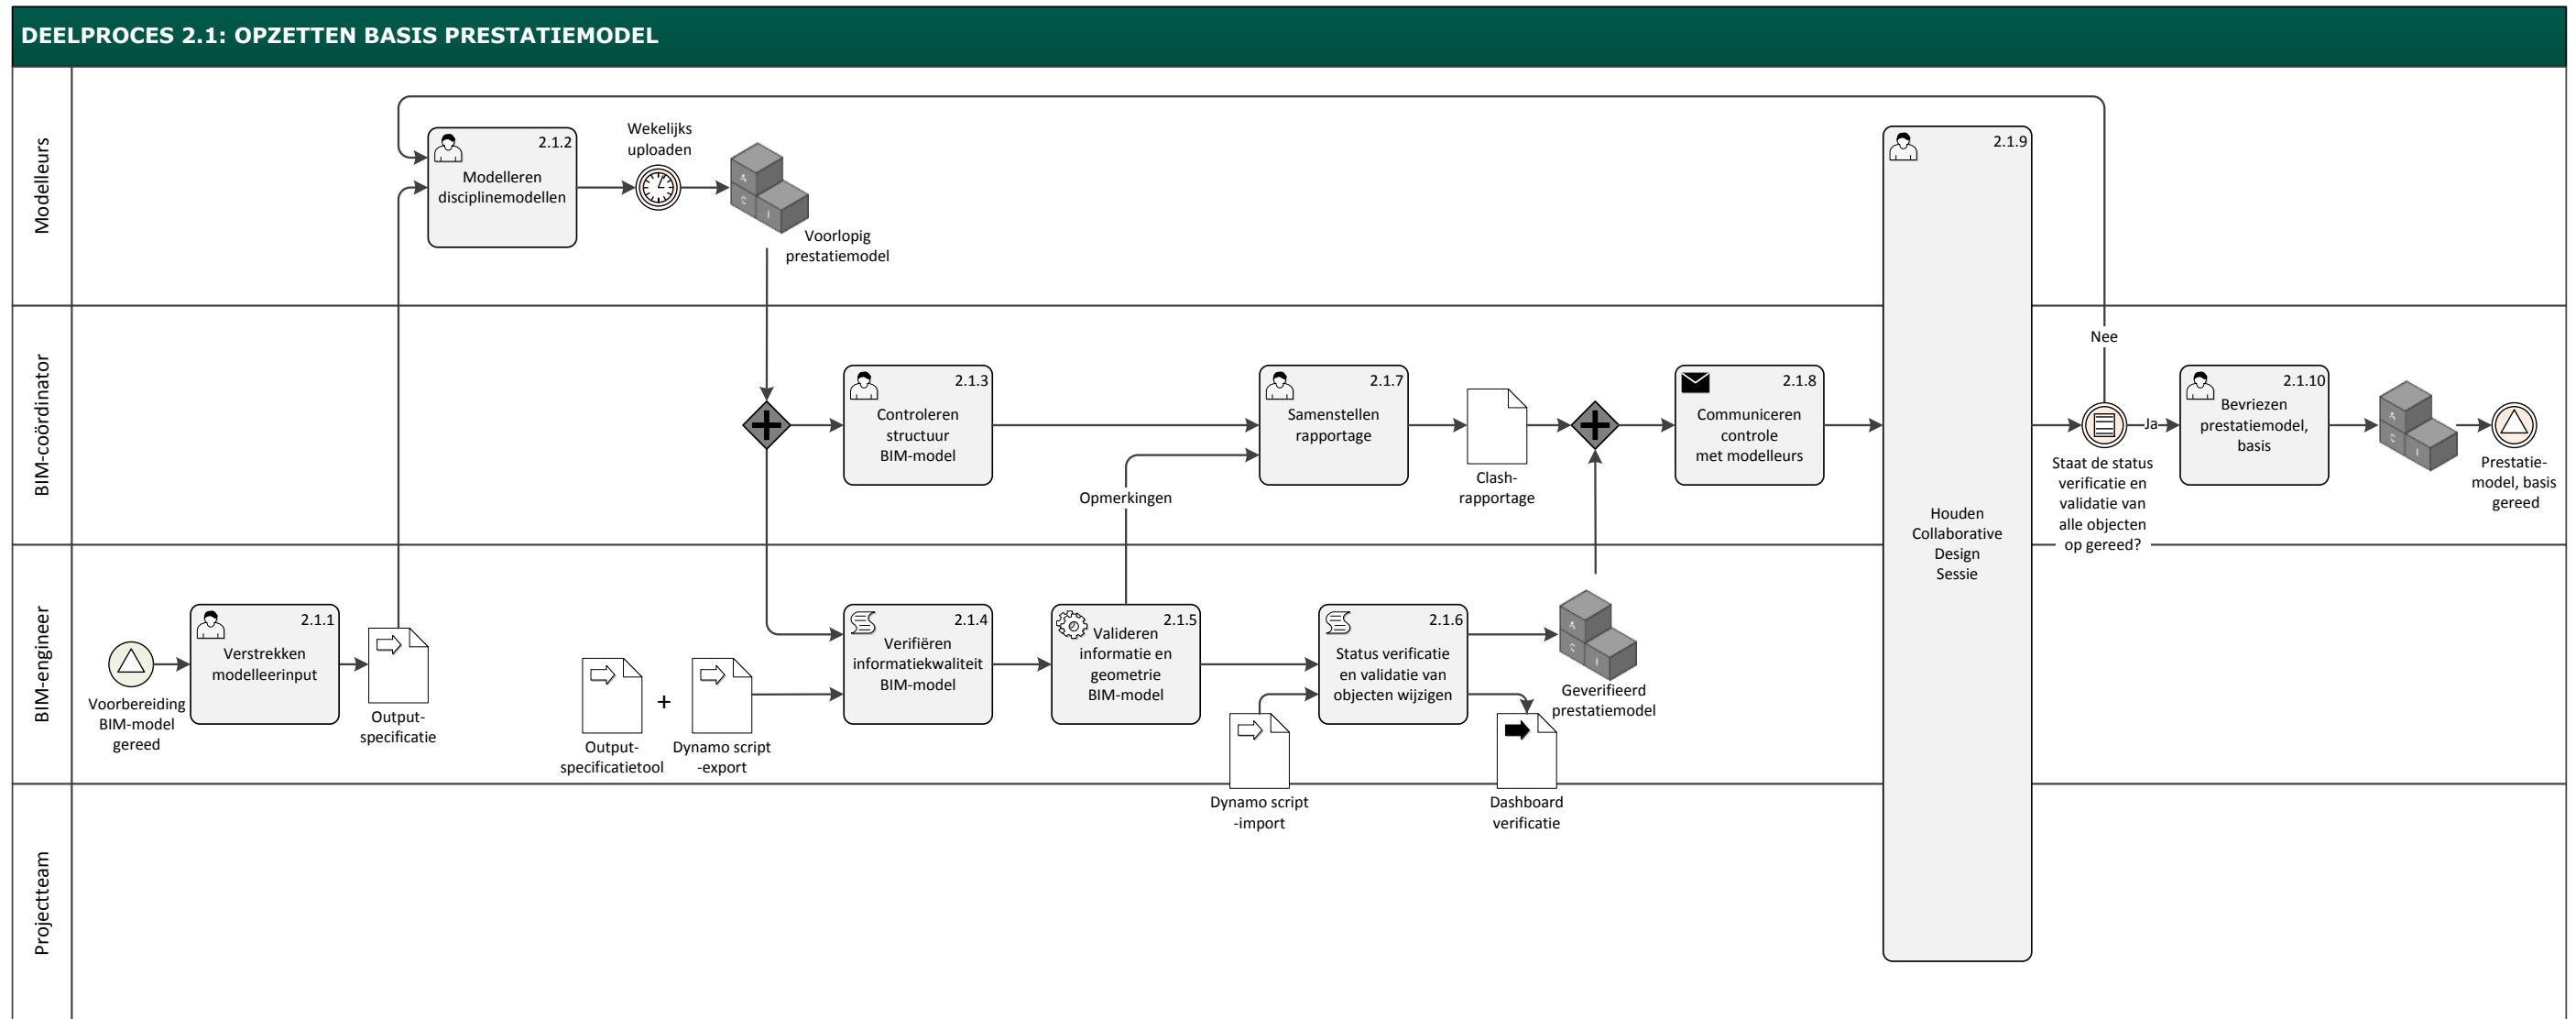 DEELPROCES 2.1: OPZETTEN BASIS PRESTATIEMODEL
Modelleurs
2.1.2
Modelleren
disciplinemodellen
Wekelijks
uploaden
A
C
I
Voorlopig
prestatiemodel
2.1.9
Houden
Collaborative
Design
Sessie
BIM-coördinator
2.1.3
Controleren
structuur
BIM-model
Opmerkingen
2.1.7
Samenstellen
rapportage
Clash-
rapportage
2.1.8
Communiceren
controle
met modelleurs
Nee
Staat de status
verificatie en
validatie van
alle objecten
op gereed?
Ja
2.1.10
Bevriezen
prestatiemodel,
basis
A
C
I
Prestatie-
model, basis
gereed
BIM-engineer
Voorbereiding
BIM-model
gereed
2.1.1
Verstrekken
modelleerinput
Output-
specificatie
Output-
specificatietool
+
Dynamo script
-export
2.1.4
Verifiëren
informatiekwaliteit
BIM-model
2.1.5
Valideren
informatie en
geometrie
BIM-model
2.1.6
Status verificatie
en validatie van
objecten wijzigen
A
C
I
Geverifieerd
prestatiemodel
Dynamo script
-import
Dashboard
verificatie
Projectteam